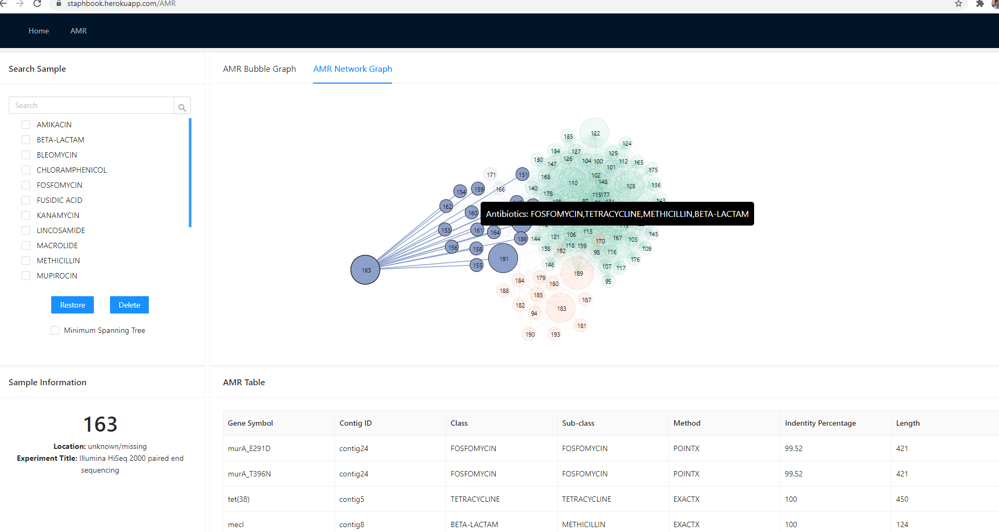 staphbook.herokuapp.com/AMR
Home AMR
Search Sample
Search
AMIKACIN
BETA-LACTAM
BLEOMYCIN
CHLORAMPHENICOL
FOSFOMYCIN
FUSIDIC ACID
KANAMYCIN
LINCOSAMIDE
MACROLIDE
METHICILLIN
MUPIROCIN
Restore Delete
Minimum Spanning Tree
AMR Bubble Graph AMR Network Graph
122
135
124
134 127 129
130 147 126 104 100 112 165
101 175
171 151 168 102
110 148 128 136
154 159 166 140
178 115 177
162 143
160
Antibiotics: FOSFOMYCIN,TETRACYCLINE,METHICILLIN,BETA-LACTAM
153 161 164 113 145
186 144 121 106 167 103
170
156 158 138 192 118 139 98 116 109
191 176
155 146 107 117
163 189
184 179 180 95
188 185 187
182 94 183
181
190 193
Sample Information
163
Location: unknown/missing
Experiment Title: Illumina HiSeq 2000 paired end
sequencing
AMR Table
Gene Symbol Contig ID Class Sub-class Method Indentity Percentage Length
murA_E291D contig24 FOSFOMYCIN FOSFOMYCIN POINTX 99.52 421
murA_T396N contig24 FOSFOMYCIN FOSFOMYCIN POINTX 99.52 421
tet(38) contig5 TETRACYCLINE TETRACYCLINE EXACTX 100 450
mecI contig8 BETA-LACTAM METHICILLIN EXACTX 100 124